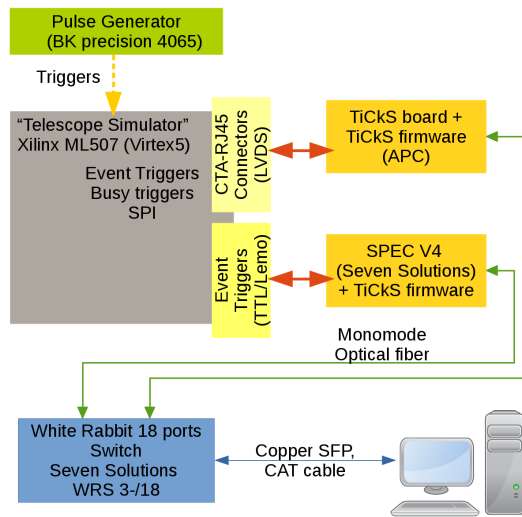 Pulse Generator
(BK precision 4065)
Triggers
“Telescope Simulator”
Xilinx ML507 (Virtex5)
Event Triggers
Busy triggers
SPI
CTA-RJ45
Connectors
(LVDS)
TiCkS board +
TiCkS firmware
(APC)
Event
Triggers
(TTL/Lemo)
SPEC V4
(Seven Solutions)
+ TiCkS firmware
Monomode
Optical fiber
White Rabbit 18 ports
Switch
Seven Solutions
WRS 3-/18
Copper SFP,
CAT cable